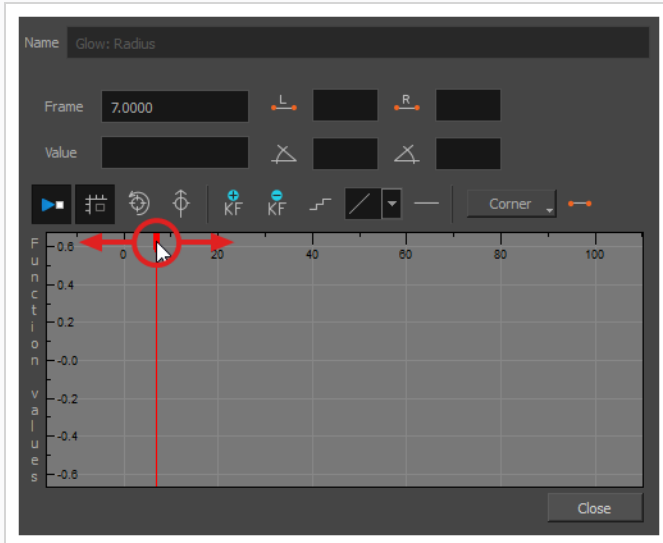 Name Glow: Radius
Frame 7.0000 L R
Value
KF KF Corner
Function values
0.6
0 20 40 60 80 100
0.4
0.2
-0.0
-0.2
-0.4
-0.6
Close